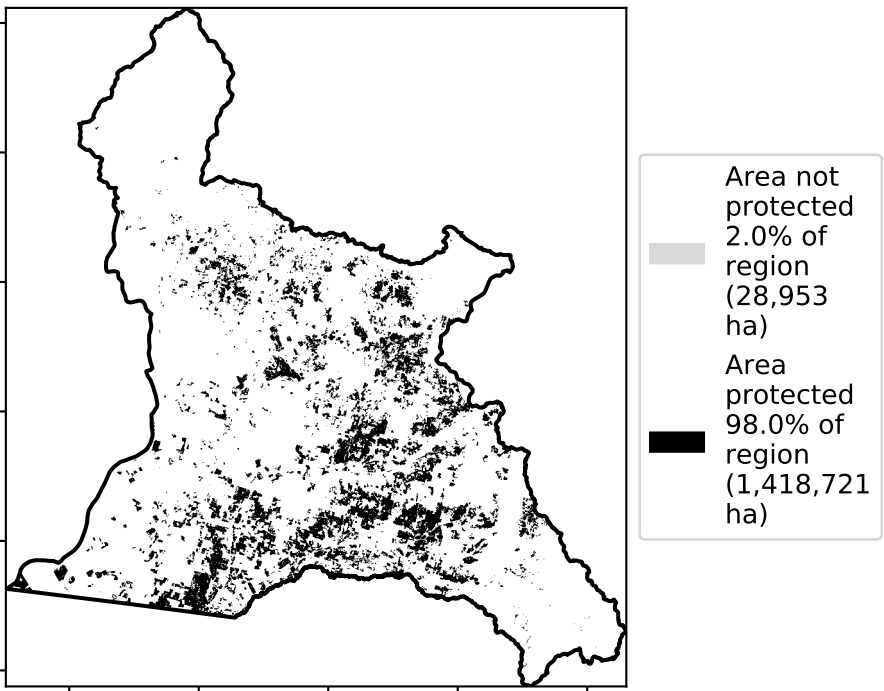 Area not
protected
2.0% of
region
(28,953
ha)
Area
protected
98.0% of
region
(1,418,721
ha)